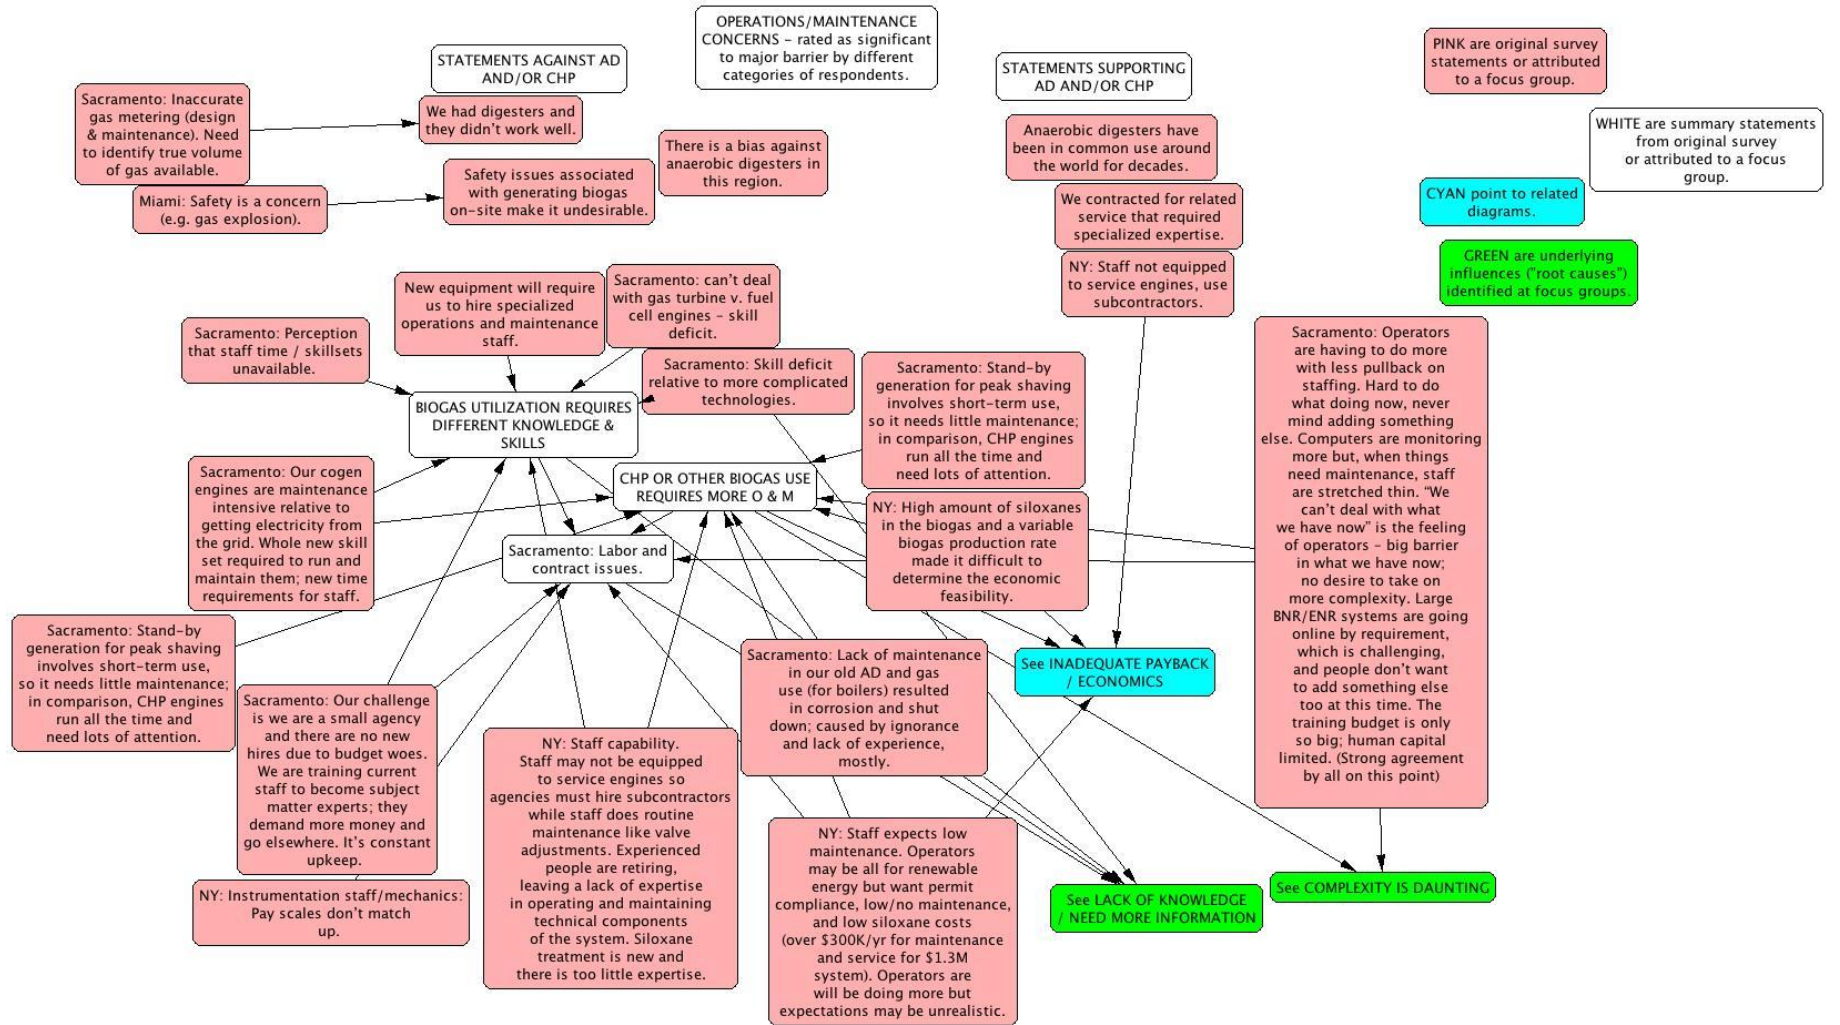 OPERATIONS/MAINTENANCE
CONCERNS – rated as significant
to major barrier by different
categories of respondents.
STATEMENTS AGAINST AD
AND/OR CHP
STATEMENTS SUPPORTING
AD AND/OR CHP
PINK are original survey
statements or attributed
to a focus group.
WHITE are summary statements
from original survey
or attributed to a focus
group.
CYAN point to related
diagrams.
GREEN are underlying
influences ("root causes")
identified at focus groups.
Sacramento: Inaccurate
gas metering (design
& maintenance). Need
to identify true volume
of gas available.
We had digesters and
they didn't work well.
Miami: Safety is a concern
(e.g. gas explosion).
Safety issues associated
with generating biogas
on-site make it undesirable.
There is a bias against
anaerobic digesters in
this region.
Anaerobic digesters have
been in common use around
the world for decades.
We contracted for related
service that required
specialized expertise.
NY: Staff not equipped
to service engines, use
subcontractors.
New equipment will require
us to hire specialized
operations and maintenance
staff.
Sacramento: can't deal
with gas turbine v. fuel
cell engines – skill
deficit.
Sacramento: Perception
that staff time / skillsets
unavailable.
Sacramento: Skill deficit
relative to more complicated
technologies.
BIOGAS UTILIZATION REQUIRES
DIFFERENT KNOWLEDGE &
SKILLS
Sacramento: Stand-by
generation for peak shaving
involves short-term use,
so it needs little maintenance;
in comparison, CHP engines
run all the time and
need lots of attention.
Sacramento: Operators
are having to do more
with less pullback on
staffing. Hard to do
what doing now, never
mind adding something
else. Computers are monitoring
more but, when things
need maintenance, staff
are stretched thin. "We
can't deal with what
we have now" is the feeling
of operators – big barrier
in what we have now;
no desire to take on
more complexity. Large
BNR/ENR systems are going
online by requirement,
which is challenging,
and people don't want
to add something else
too at this time. The
training budget is only
so big; human capital
limited. (Strong agreement
by all on this point)
Sacramento: Our cogen
engines are maintenance
intensive relative to
getting electricity from
the grid. Whole new skill
set required to run and
maintain them; new time
requirements for staff.
CHP OR OTHER BIOGAS USE
REQUIRES MORE O & M
NY: High amount of siloxanes
in the biogas and a variable
biogas production rate
made it difficult to
determine the economic
feasibility.
Sacramento: Labor and
contract issues.
Sacramento: Stand-by
generation for peak shaving
involves short-term use,
so it needs little maintenance;
in comparison, CHP engines
run all the time and
need lots of attention.
Sacramento: Our challenge
is we are a small agency
and there are no new
hires due to budget woes.
We are training current
staff to become subject
matter experts; they
demand more money and
go elsewhere. It's constant
upkeep.
NY: Instrumentation staff/mechanics:
Pay scales don't match
up.
NY: Staff capability.
Staff may not be equipped
to service engines so
agencies must hire subcontractors
while staff does routine
maintenance like valve
adjustments. Experienced
people are retiring,
leaving a lack of expertise
in operating and maintaining
technical components
of the system. Siloxane
treatment is new and
there is too little expertise.
Sacramento: Lack of maintenance
in our old AD and gas
use (for boilers) resulted
in corrosion and shut
down; caused by ignorance
and lack of experience,
mostly.
NY: Staff expects low
maintenance. Operators
may be all for renewable
energy but want permit
compliance, low/no maintenance,
and low siloxane costs
(over $300K/yr for maintenance
and service for $1.3M
system). Operators are
will be doing more but
expectations may be unrealistic.
See INADEQUATE PAYBACK
/ ECONOMICS
See LACK OF KNOWLEDGE
/ NEED MORE INFORMATION
See COMPLEXITY IS DAUNTING